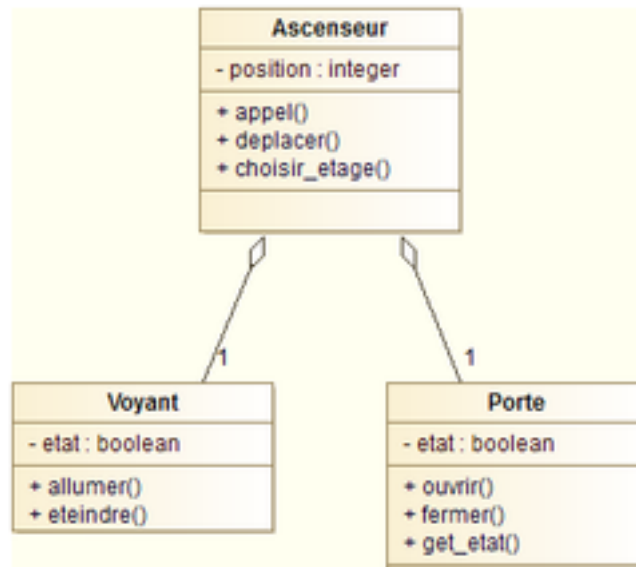 Ascenseur
- position : integer
+ appel()
+ deplacer()
+ choisir_etage()
1
1
Voyant
- etat : boolean
+ allumer()
+ eteindre()
Porte
- etat : boolean
+ ouvrir()
+ fermer()
+ get_etat()